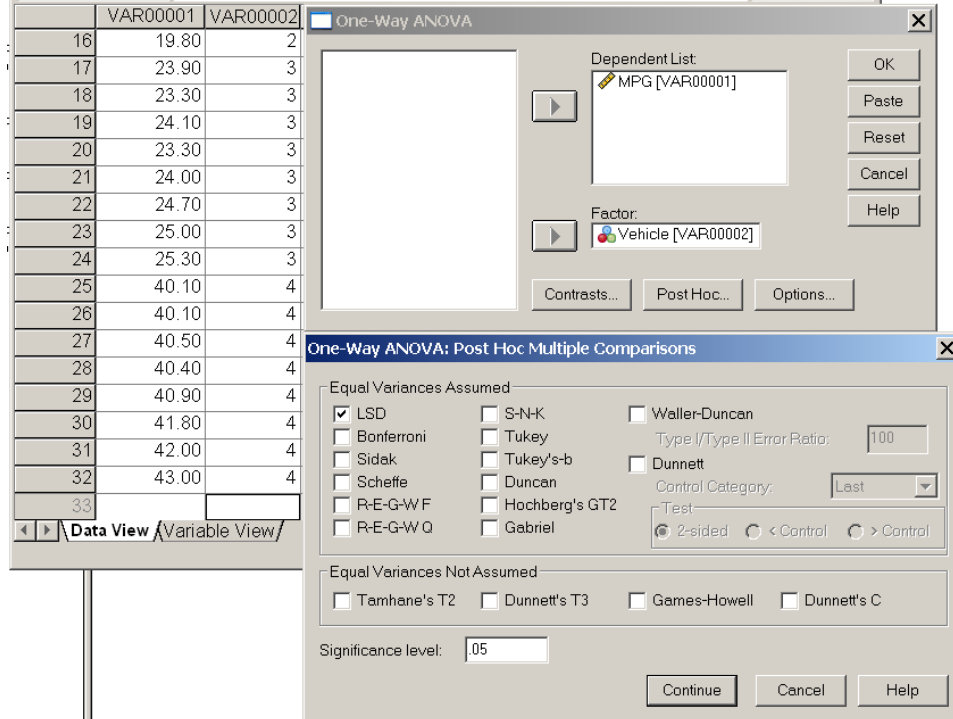 VAR00001 VAR00002
16 19.80 2
17 23.90 3
18 23.30 3
19 24.10 3
20 23.30 3
21 24.00 3
22 24.70 3
23 25.00 3
24 25.30 3
25 40.10 4
26 40.10 4
27 40.50 4
28 40.40 4
29 40.90 4
30 41.80 4
31 42.00 4
32 43.00 4
33
Data View Variable View
One-Way ANOVA
Dependent List:
MPG [VAR00001]
Factor:
Vehicle [VAR00002]
OK
Paste
Reset
Cancel
Help
Contrasts... Post Hoc... Options...
One-Way ANOVA: Post Hoc Multiple Comparisons
Equal Variances Assumed
LSD S-N-K Waller-Duncan
Bonferroni Tukey Type I/Type II Error Ratio: 100
Sidak Tukey's-b Dunnett
Scheffe Duncan Control Category: Last
R-E-G-W F Hochberg's GT2 Test
R-E-G-W Q Gabriel 2-sided < Control > Control
Equal Variances Not Assumed
Tamhane's T2 Dunnett's T3 Games-Howell Dunnett's C
Significance level: .05
Continue Cancel Help